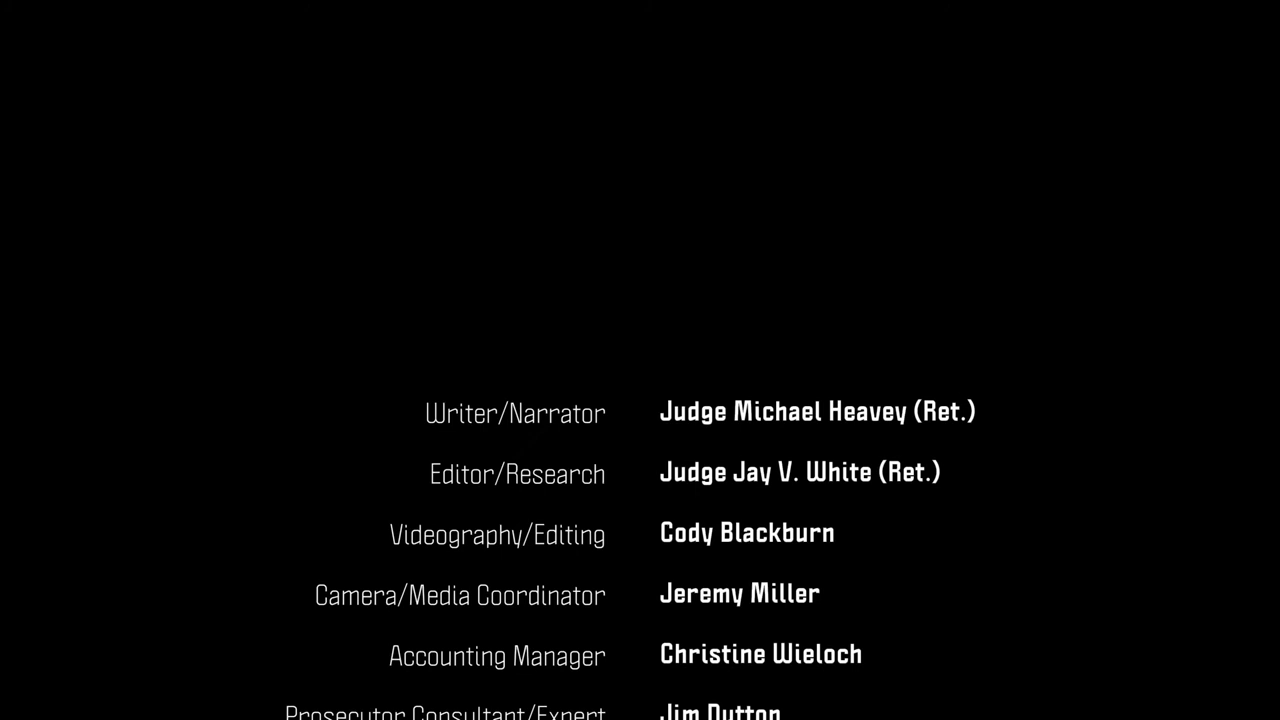 Writer/Narrator Judge Michael Heavey (Ret.)
Editor/Research Judge Jay V. White (Ret.)
Videography/Editing Cody Blackburn
Camera/Media Coordinator Jeremy Miller
Accounting Manager Christine Wieloch
Prosecutor Consultant/Expert Jim Dutton